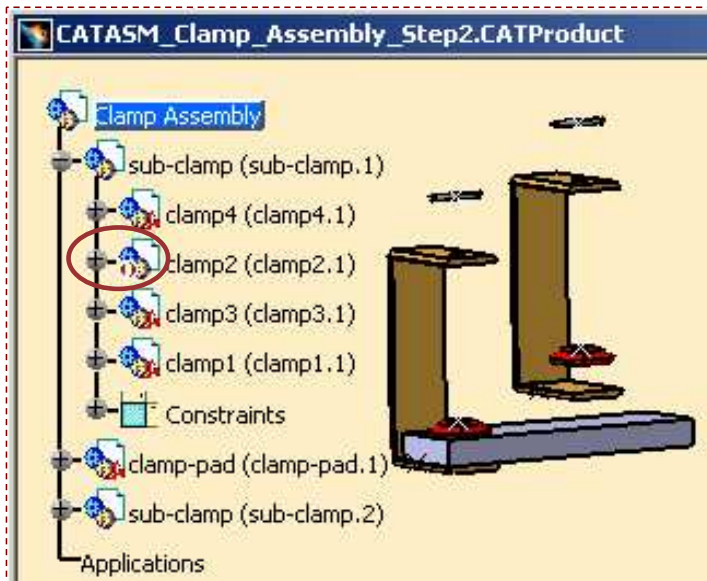 CATASM_Clamp_Assembly_Step2.CATProduct
Clamp Assembly
sub-clamp (sub-clamp.1)
clamp4 (clamp4.1)
clamp2 (clamp2.1)
clamp3 (clamp3.1)
clamp1 (clamp1.1)
Constraints
clamp-pad (clamp-pad.1)
sub-clamp (sub-clamp.2)
Applications